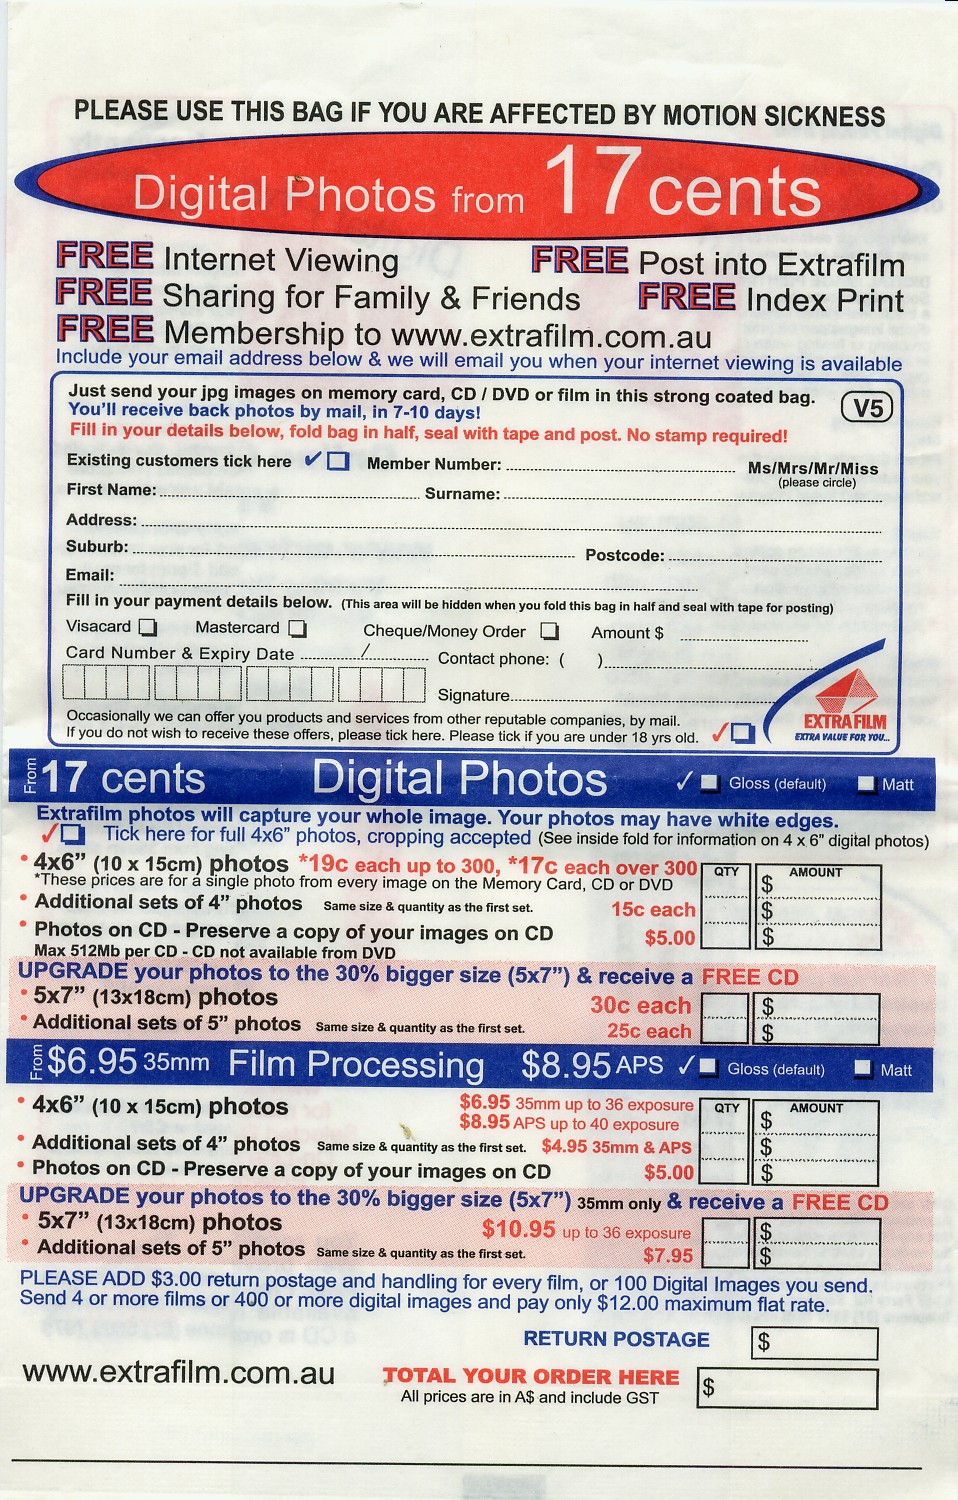 PLEASE USE THIS BAG IF YOU ARE AFFECTED BY MOTION SICKNESS
Digital Photos from 17 cents
FREE Internet Viewing FREE Post into Extrafilm
FREE Sharing for Family & Friends FREE Index Print
FREE Membership to www.extrafilm.com.au
Include your email address below & we will email you when your internet viewing is available
Just send your jpg images on memory card, CD / DVD or film in this strong coated bag. V5
You'll receive back photos by mail, in 7-10 days!
Fill in your details below, fold bag in half, seal with tape and post. No stamp required!
Existing customers tick here ✓ Member Number: Ms/Mrs/Mr/Miss
(please circle)
First Name: Surname:
Address:
Suburb: Postcode:
Email:
Fill in your payment details below. (This area will be hidden when you fold this bag in half and seal with tape for posting)
Visacard Mastercard Cheque/Money Order Amount $
Card Number & Expiry Date / Contact phone: ( )
Signature
Occasionally we can offer you products and services from other reputable companies, by mail.
If you do not wish to receive these offers, please tick here. Please tick if you are under 18 yrs old. ✓
EXTRAFILM
EXTRA VALUE FOR YOU...
From 17 cents Digital Photos ✓ Gloss (default) Matt
Extrafilm photos will capture your whole image. Your photos may have white edges.
✓ Tick here for full 4x6" photos, cropping accepted (See inside fold for information on 4 x 6" digital photos)
• 4x6" (10 x 15cm) photos *19c each up to 300, *17c each over 300 QTY AMOUNT
*These prices are for a single photo from every image on the Memory Card, CD or DVD $
• Additional sets of 4" photos Same size & quantity as the first set. 15c each $
• Photos on CD - Preserve a copy of your images on CD $5.00 $
Max 512Mb per CD - CD not available from DVD
UPGRADE your photos to the 30% bigger size (5x7") & receive a FREE CD
• 5x7" (13x18cm) photos 30c each $
• Additional sets of 5" photos Same size & quantity as the first set. 25c each $
From $6.95 35mm Film Processing $8.95 APS ✓ Gloss (default) Matt
• 4x6" (10 x 15cm) photos $6.95 35mm up to 36 exposure QTY AMOUNT
$8.95 APS up to 40 exposure $
• Additional sets of 4" photos Same size & quantity as the first set. $4.95 35mm & APS $
• Photos on CD - Preserve a copy of your images on CD $5.00 $
UPGRADE your photos to the 30% bigger size (5x7") 35mm only & receive a FREE CD
• 5x7" (13x18cm) photos $10.95 up to 36 exposure $
• Additional sets of 5" photos Same size & quantity as the first set. $7.95 $
PLEASE ADD $3.00 return postage and handling for every film, or 100 Digital Images you send.
Send 4 or more films or 400 or more digital images and pay only $12.00 maximum flat rate.
RETURN POSTAGE $
www.extrafilm.com.au TOTAL YOUR ORDER HERE $
All prices are in A$ and include GST